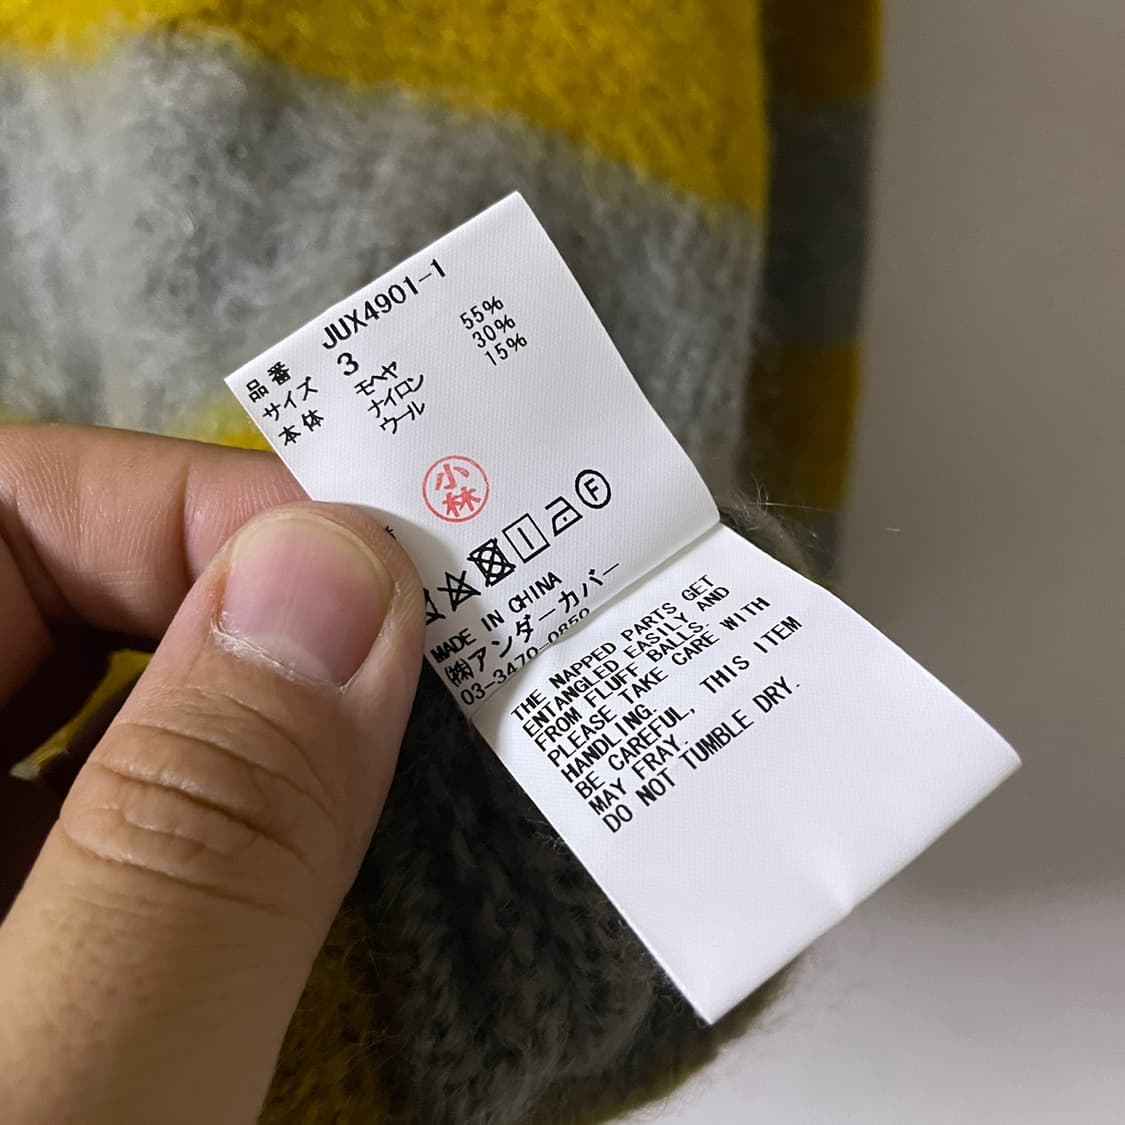 品番 JUX4901-1
サイズ 3
本体 モヘヤ 55%
ナイロン 30%
ウール 15%
小林
F
MADE IN CHINA
㈱アンダーカバー
03-3470-0850
THE NAPPED PARTS GET
ENTANGLED EASILY AND
FROM FLUFF BALLS.
PLEASE TAKE CARE WITH
HANDLING.
BE CAREFUL, THIS ITEM
MAY FRAY.
DO NOT TUMBLE DRY.